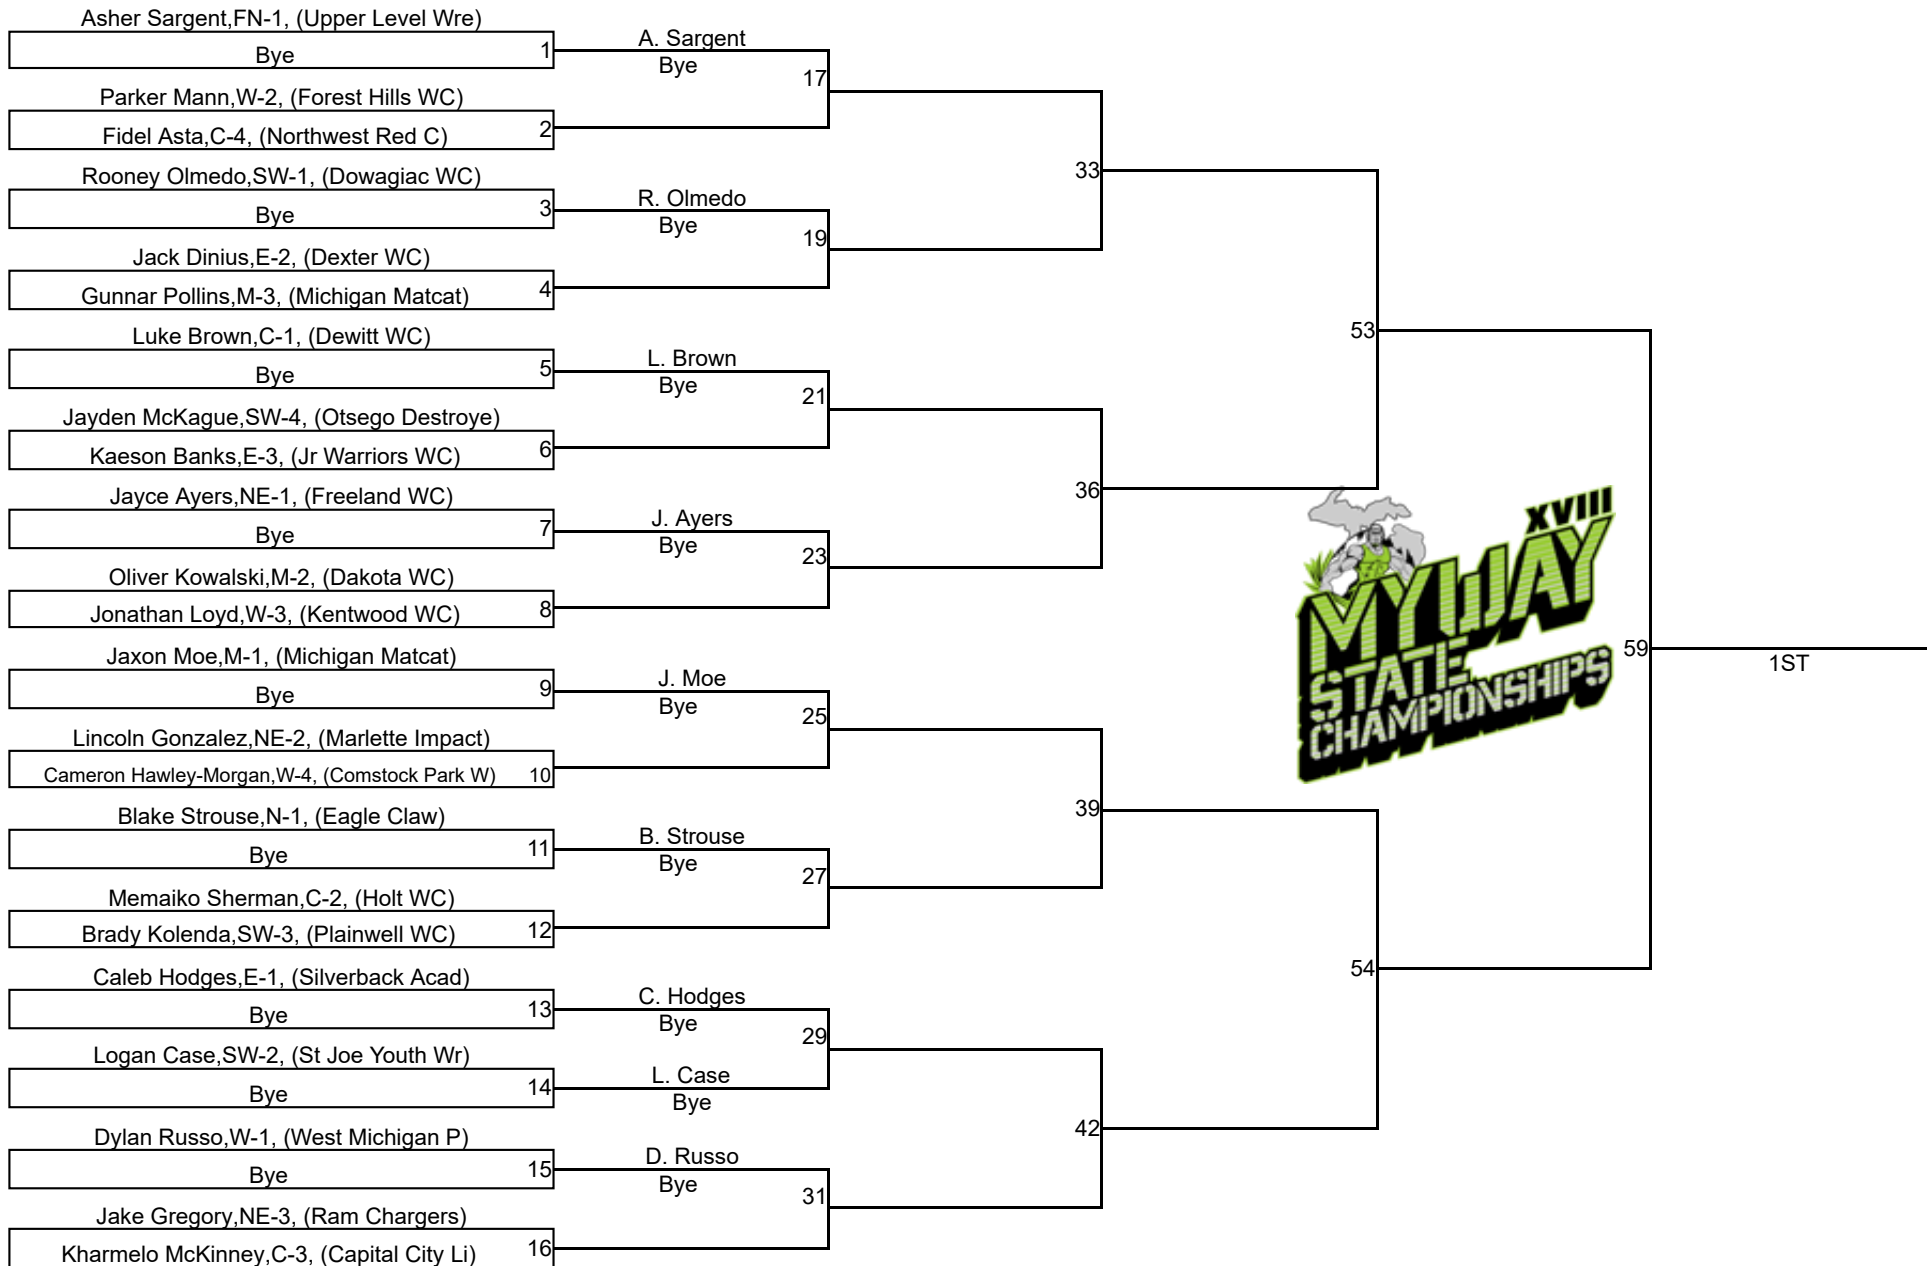 Asher Sargent,FN-1, (Upper Level Wre)
Bye
1
Parker Mann,W-2, (Forest Hills WC)
Fidel Asta,C-4, (Northwest Red C)
2
Rooney Olmedo,SW-1, (Dowagiac WC)
Bye
3
Jack Dinius,E-2, (Dexter WC)
Gunnar Pollins,M-3, (Michigan Matcat)
4
Luke Brown,C-1, (Dewitt WC)
Bye
5
Jayden McKague,SW-4, (Otsego Destroye)
Kaeson Banks,E-3, (Jr Warriors WC)
6
Jayce Ayers,NE-1, (Freeland WC)
Bye
7
Oliver Kowalski,M-2, (Dakota WC)
Jonathan Loyd,W-3, (Kentwood WC)
8
Jaxon Moe,M-1, (Michigan Matcat)
Bye
9
Lincoln Gonzalez,NE-2, (Marlette Impact)
Cameron Hawley-Morgan,W-4, (Comstock Park W)
10
Blake Strouse,N-1, (Eagle Claw)
Bye
11
Memaiko Sherman,C-2, (Holt WC)
Brady Kolenda,SW-3, (Plainwell WC)
12
Caleb Hodges,E-1, (Silverback Acad)
Bye
13
Logan Case,SW-2, (St Joe Youth Wr)
Bye
14
Dylan Russo,W-1, (West Michigan P)
Bye
15
Jake Gregory,NE-3, (Ram Chargers)
Kharmelo McKinney,C-3, (Capital City Li)
16
A. Sargent
Bye
17
R. Olmedo
Bye
19
L. Brown
Bye
21
J. Ayers
Bye
23
J. Moe
Bye
25
B. Strouse
Bye
27
C. Hodges
Bye
29
L. Case
Bye
D. Russo
Bye
31
33
36
39
42
53
54
XVIII
MYWAY
STATE
CHAMPIONSHIPS
59
1ST